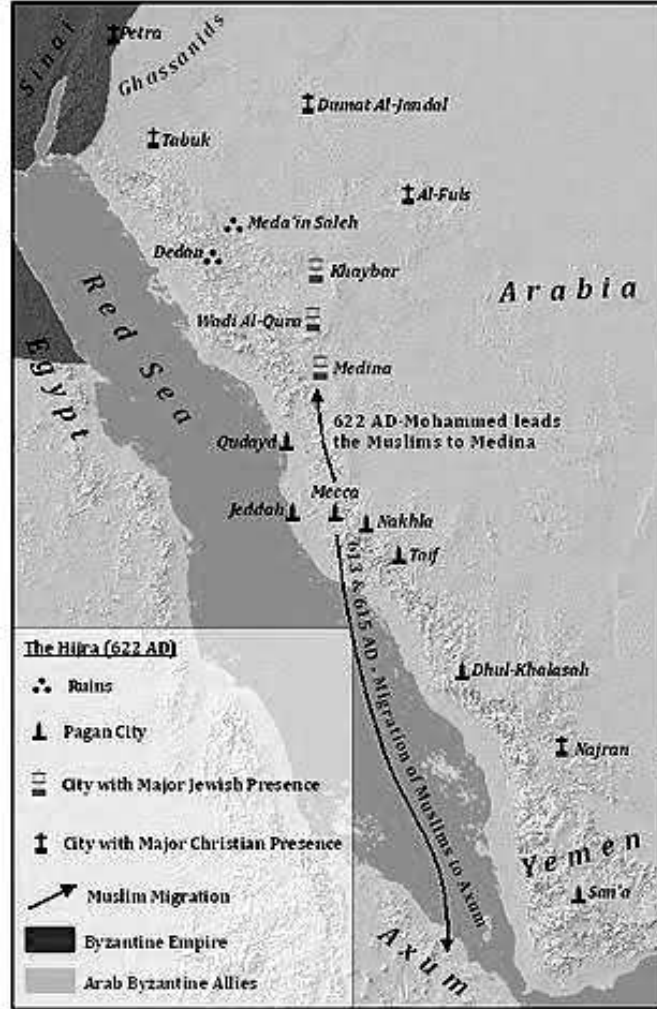 Petra
Sinai
Ghassanids
Dumat Al-Jandal
Tabuk
Al-Fuls
Meda'in Saleh
Dedan
Khaybar
Arabia
Red Sea
Wadi Al-Qura
Egypt
Medina
622 AD-Mohammed leads
the Muslims to Medina
Qudayd
Mecca
Jeddah
Nakhla
Taif
613 & 615 AD - Migration of Muslims to Axum
Dhul-Khalasah
Najran
Yemen
San'a
Axum
The Hijra (622 AD)
Ruins
Pagan City
City with Major Jewish Presence
City with Major Christian Presence
Muslim Migration
Byzantine Empire
Arab Byzantine Allies